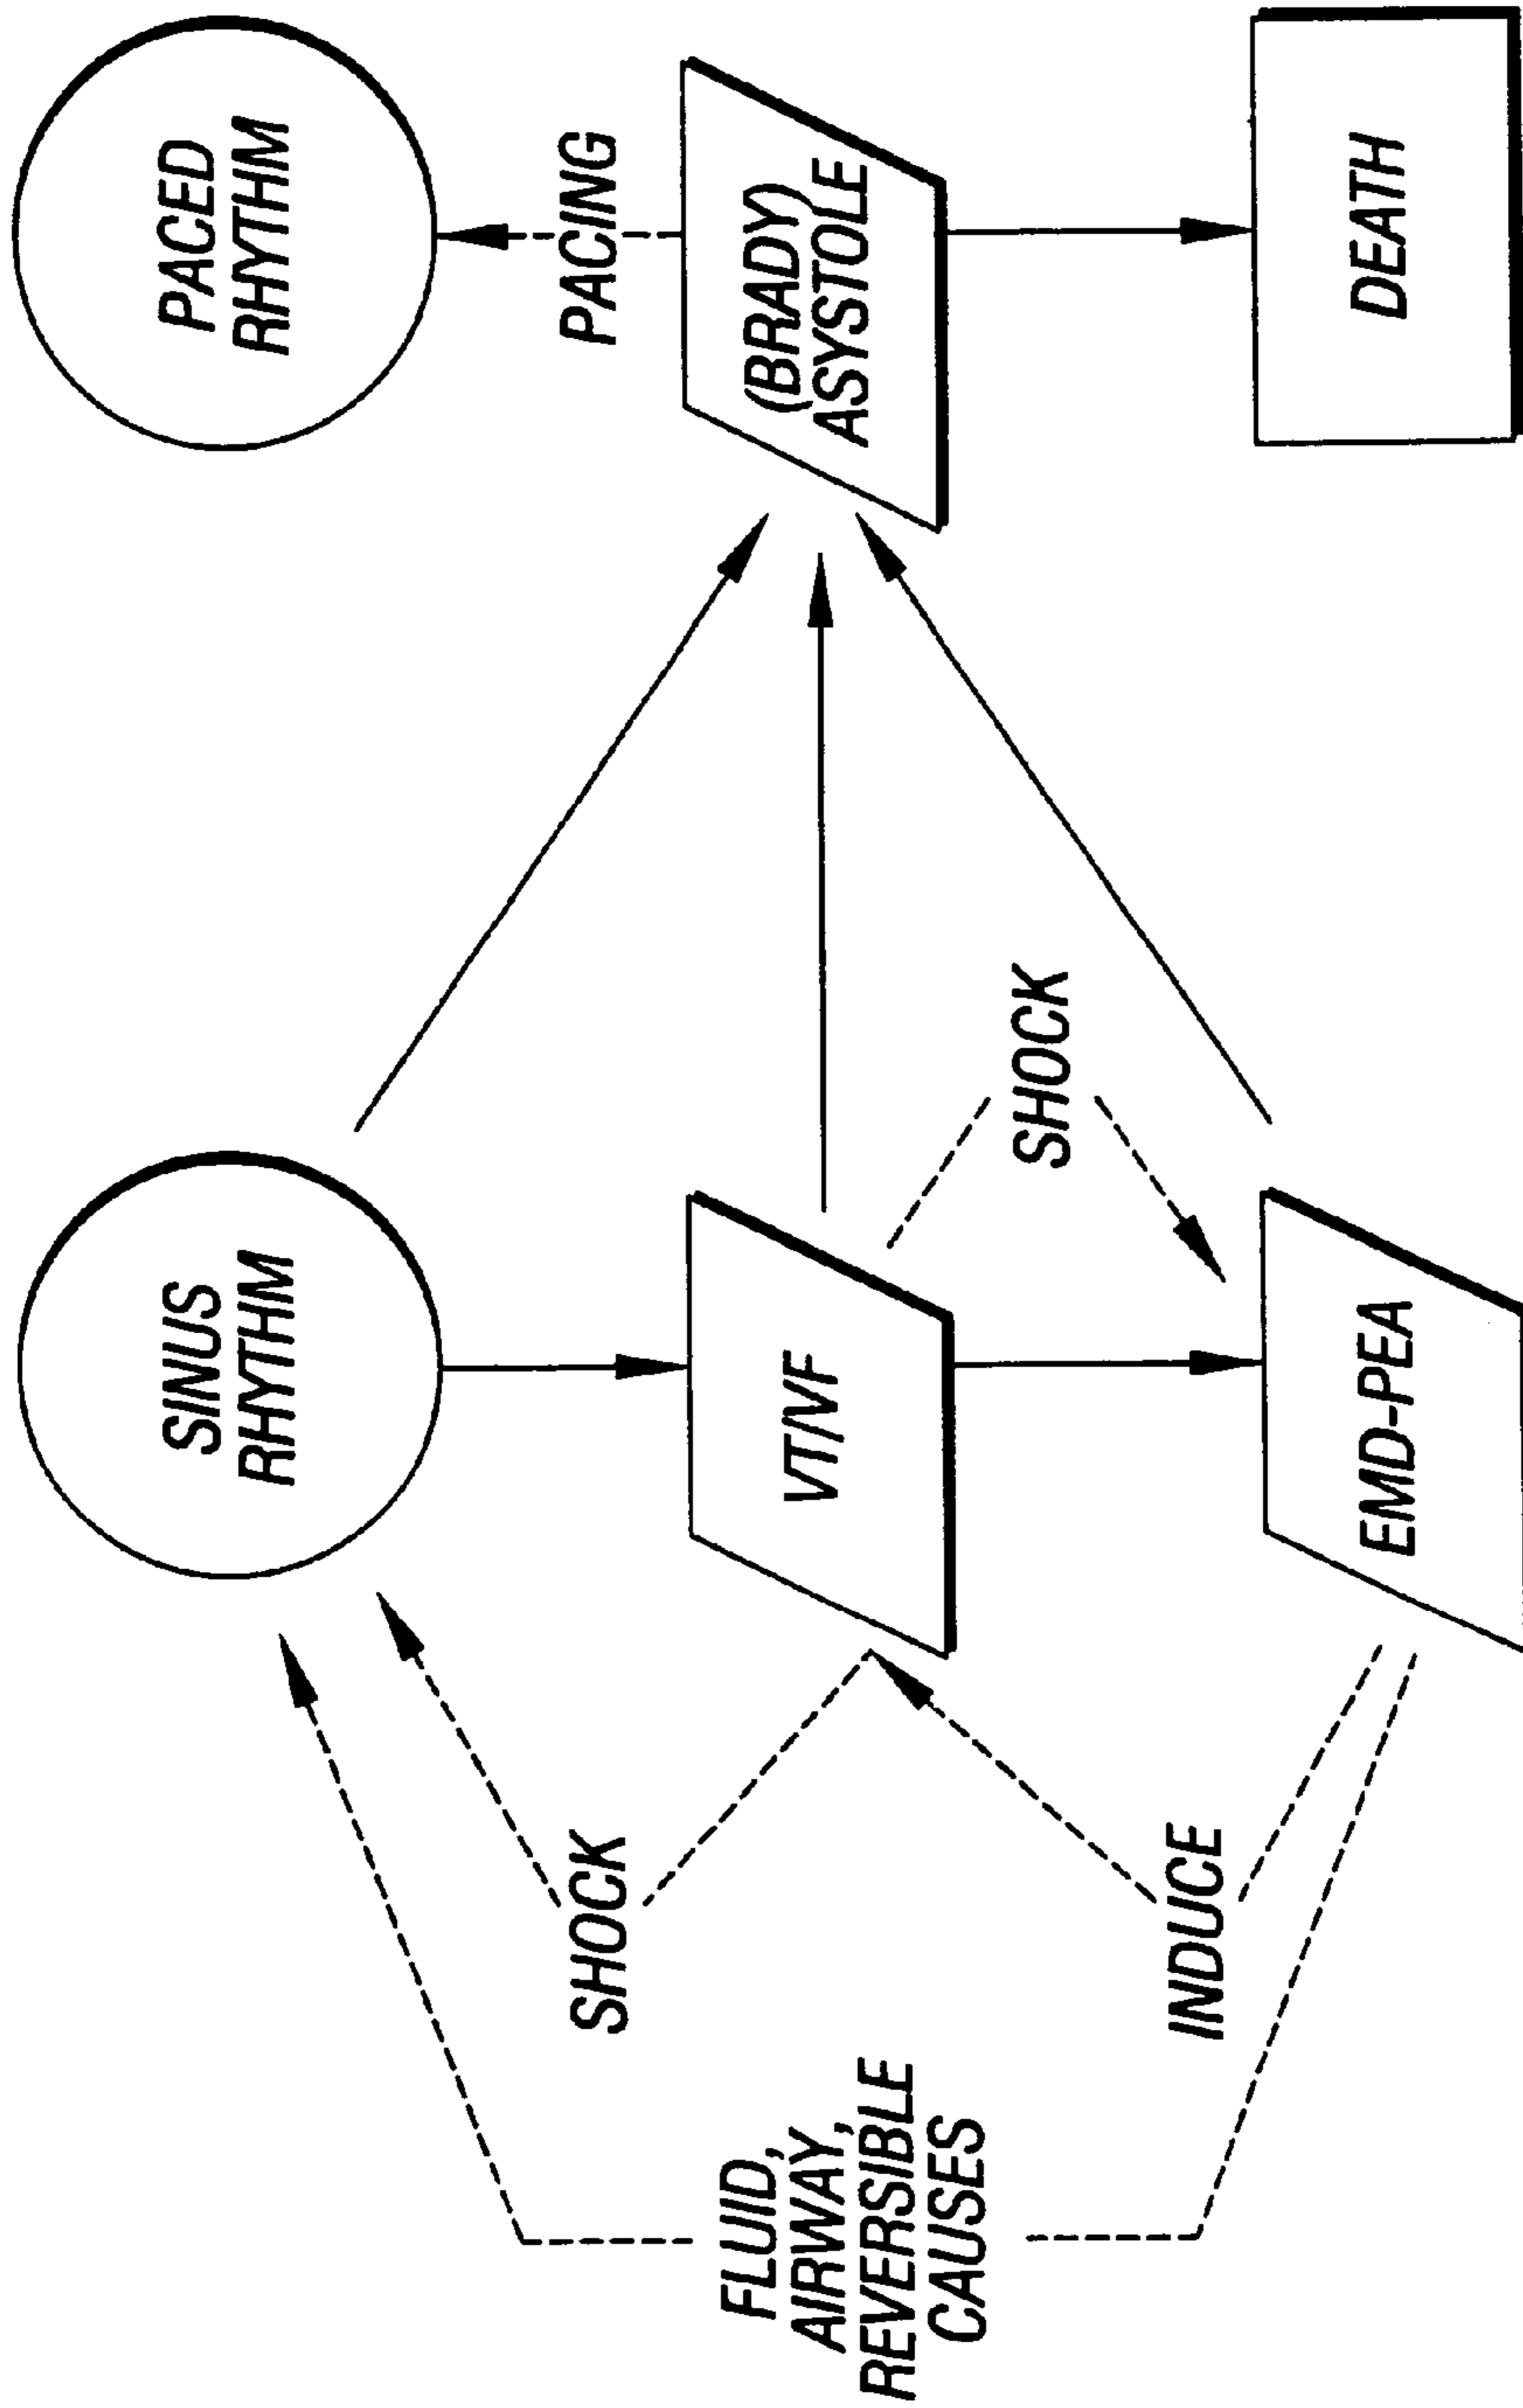 SINUS
RHYTHM
PACED
RHYTHM
SHOCK
PACING
FLUID,
AIRWAY,
REVERSIBLE
CAUSES
VT/VF
(BRADY)
ASYSTOLE
SHOCK
INDUCE
EMD-PEA
DEATH